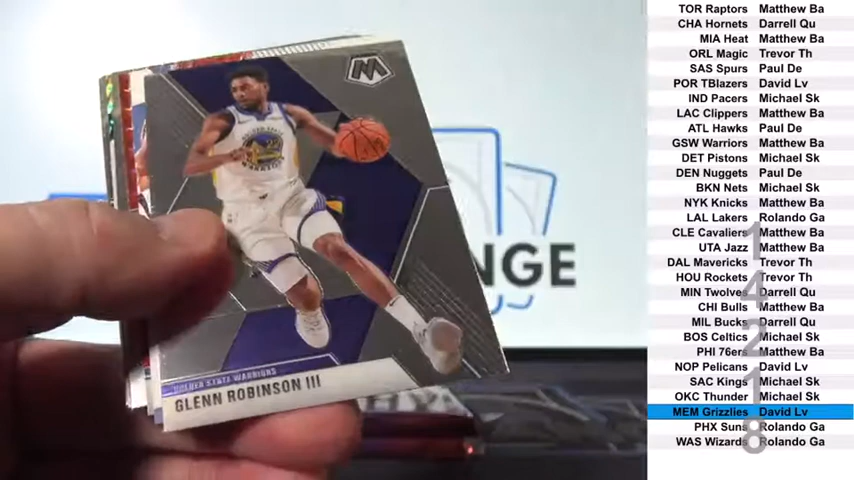 M
WARRIORS
NGE
GOLDEN STATE WARRIORS
GLENN ROBINSON III
TOR Raptors Matthew Ba
CHA Hornets Darrell Qu
MIA Heat Matthew Ba
ORL Magic Trevor Th
SAS Spurs Paul De
POR TBlazers David Lv
IND Pacers Michael Sk
LAC Clippers Matthew Ba
ATL Hawks Paul De
GSW Warriors Matthew Ba
DET Pistons Michael Sk
DEN Nuggets Paul De
BKN Nets Michael Sk
NYK Knicks Matthew Ba
LAL Lakers Rolando Ga
CLE Cavaliers Matthew Ba
UTA Jazz Matthew Ba
DAL Mavericks Trevor Th
HOU Rockets Trevor Th
MIN Twolves Darrell Qu
CHI Bulls Matthew Ba
MIL Bucks Darrell Qu
BOS Celtics Michael Sk
PHI 76ers Matthew Ba
NOP Pelicans David Lv
SAC Kings Michael Sk
OKC Thunder Michael Sk
MEM Grizzlies David Lv
PHX Suns Rolando Ga
WAS Wizards Rolando Ga
1
4
2
1
8